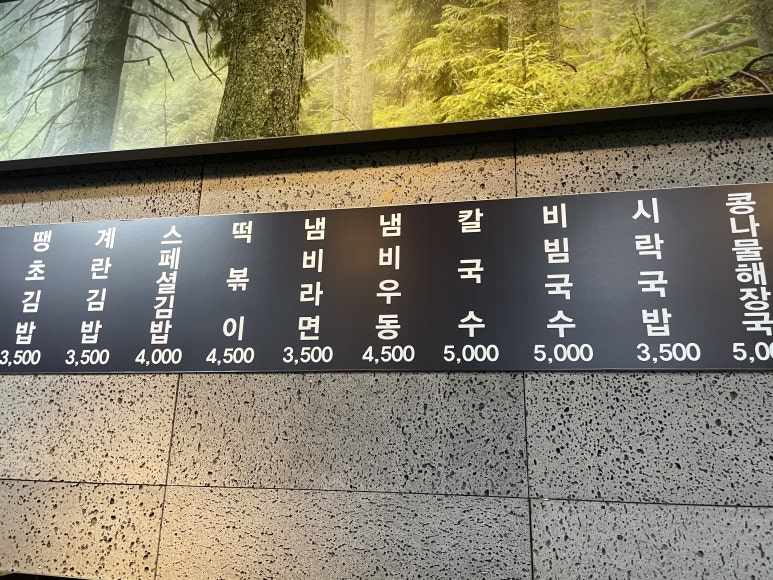 땡초김밥
3,500
계란김밥
3,500
스페셜김밥
4,000
떡볶이
4,500
냄비라면
3,500
냄비우동
4,500
칼국수
5,000
비빔국수
5,000
시락국밥
3,500
콩나물해장국